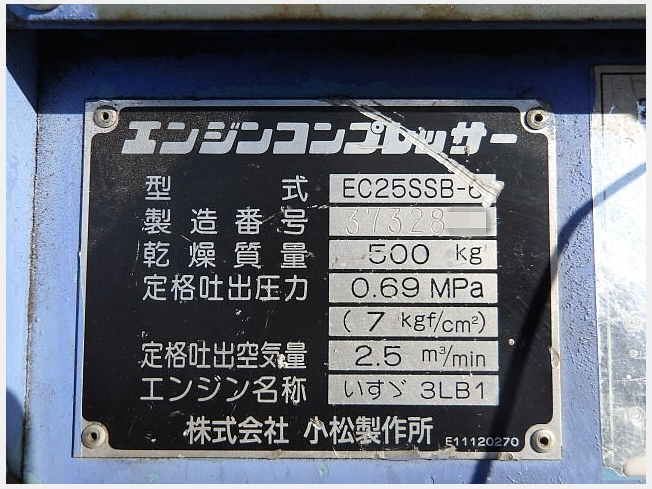 エンジンコンプレッサー
型式 EC25SSB-6
製造番号 37328
乾燥質量 500 kg
定格吐出圧力 0.69 MPa
(7 kgf/cm²)
定格吐出空気量 2.5 m³/min
エンジン名称 いすゞ 3LB1
株式会社 小松製作所 E11120270